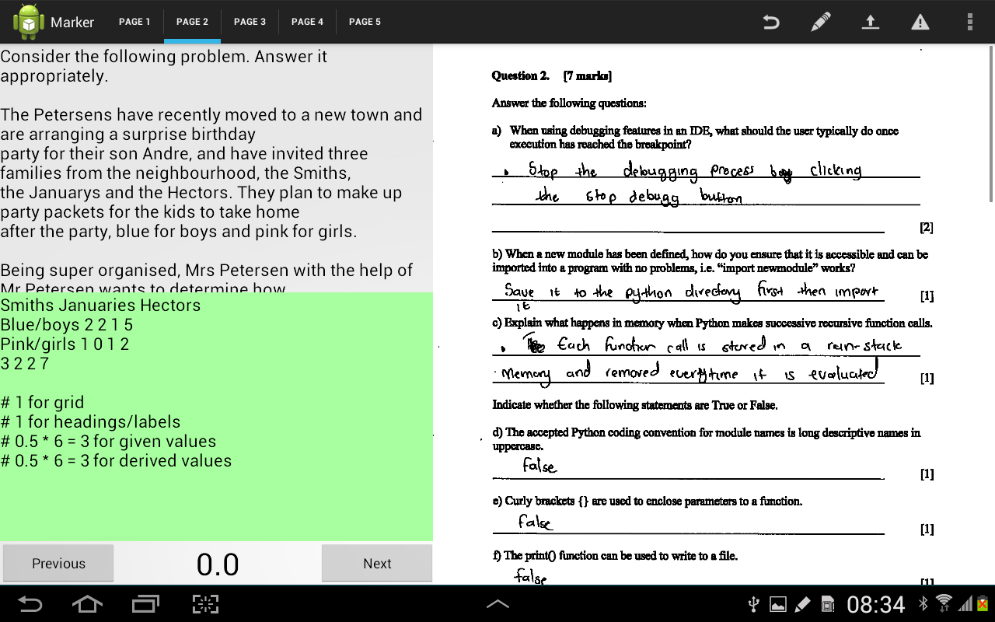 Marker PAGE 1 PAGE 2 PAGE 3 PAGE 4 PAGE 5
Consider the following problem. Answer it
appropriately.
The Petersens have recently moved to a new town and
are arranging a surprise birthday
party for their son Andre, and have invited three
families from the neighbourhood, the Smiths,
the Januarys and the Hectors. They plan to make up
party packets for the kids to take home
after the party, blue for boys and pink for girls.
Being super organised, Mrs Petersen with the help of
Mr Petersen wants to determine how
Smiths Januaries Hectors
Blue/boys 2 2 1 5
Pink/girls 1 0 1 2
3 2 2 7
# 1 for grid
# 1 for headings/labels
# 0.5 * 6 = 3 for given values
# 0.5 * 6 = 3 for derived values
Previous 0.0 Next
Question 2. [7 marks]
Answer the following questions:
a) When using debugging features in an IDE, what should the user typically do once
execution has reached the breakpoint?
Stop the debugging process by clicking
the stop debugg button
[2]
b) When a new module has been defined, how do you ensure that it is accessible and can be
imported into a program with no problems, i.e. "import newmodule" works?
Save it to the python directory first then import [1]
it
c) Explain what happens in memory when Python makes successive recursive function calls.
Each function call is stored in a run-stack
Memory and removed everytime it is evaluated [1]
Indicate whether the following statements are True or False.
d) The accepted Python coding convention for module names is long descriptive names in
uppercase.
false
[1]
e) Curly brackets {} are used to enclose parameters to a function.
false
[1]
f) The print() function can be used to write to a file.
false
[1]
08:34